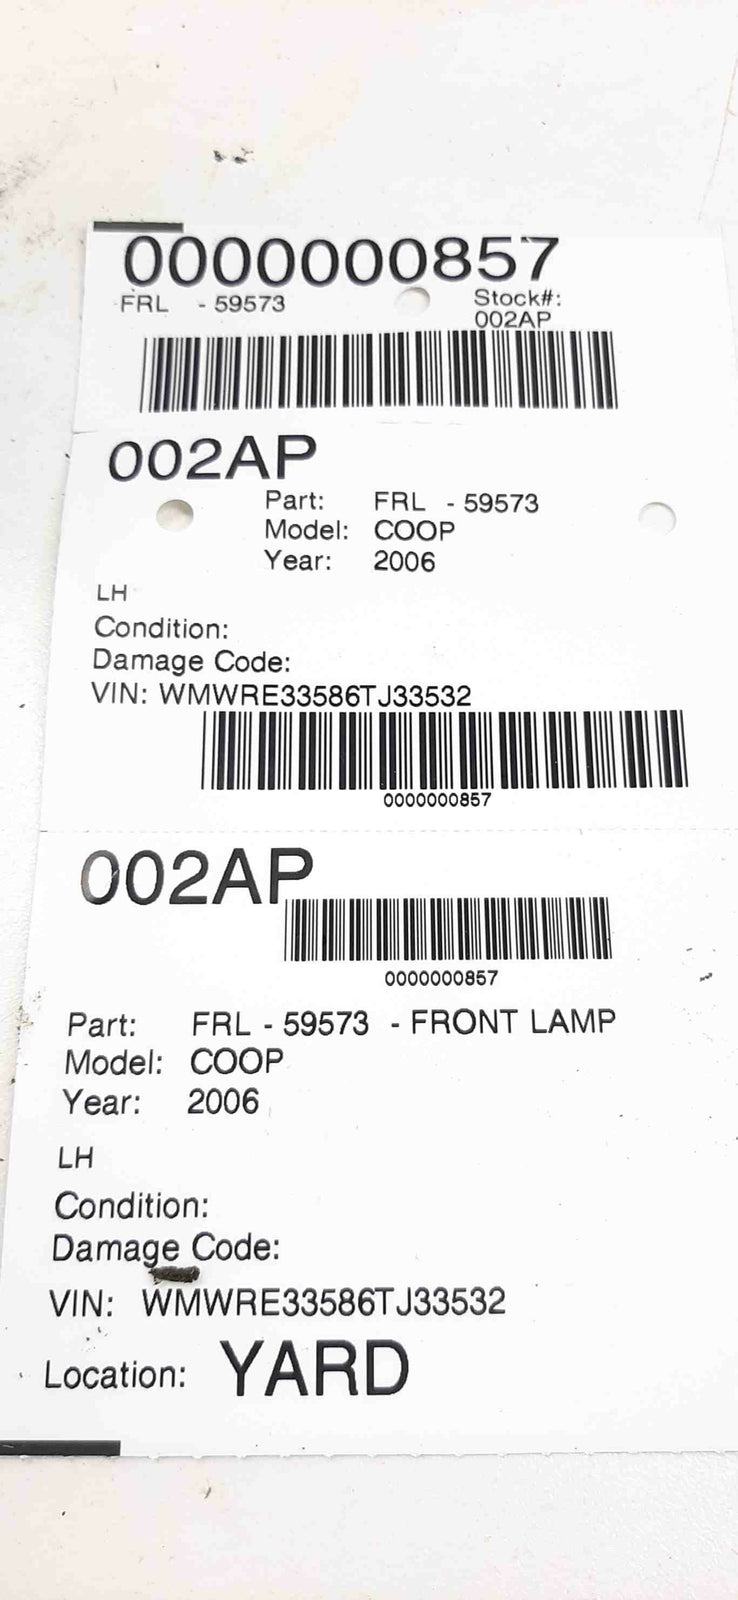 0000000857
FRL - 59573
Stock#:
002AP
002AP
Part: FRL - 59573
Model: COOP
Year: 2006
LH
Condition:
Damage Code:
VIN: WMWRE33586TJ33532
0000000857
002AP
0000000857
Part: FRL - 59573 - FRONT LAMP
Model: COOP
Year: 2006
LH
Condition:
Damage Code:
VIN: WMWRE33586TJ33532
Location: YARD